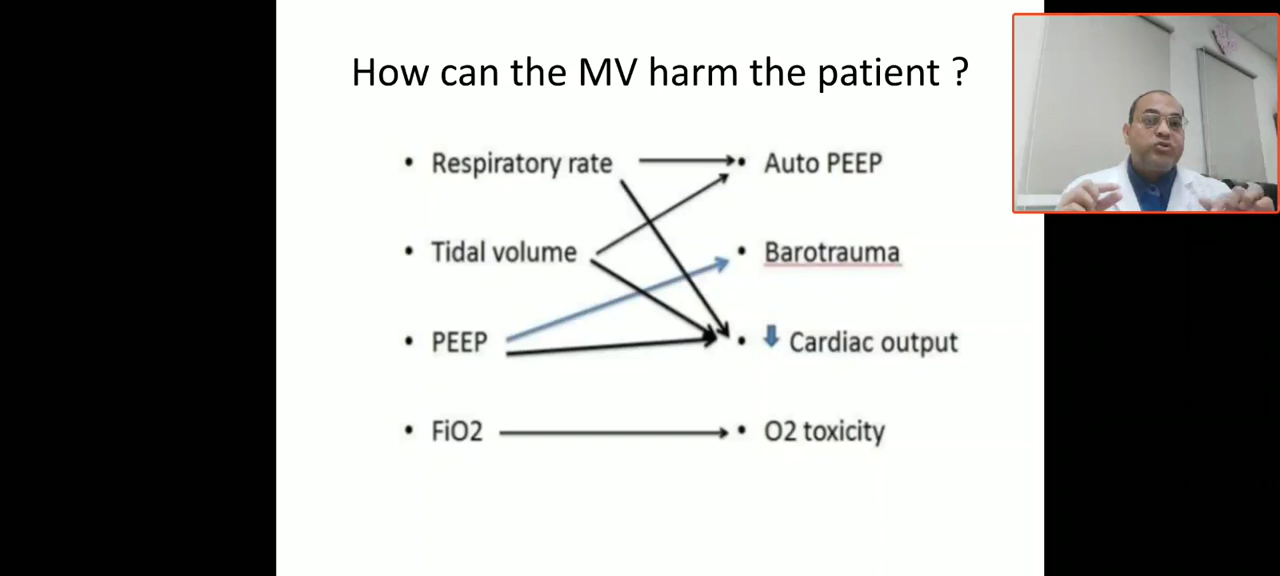 How can the MV harm the patient ?
• Respiratory rate
• Auto PEEP
• Tidal volume
• Barotrauma
• PEEP
• Cardiac output
• FiO2
• O2 toxicity